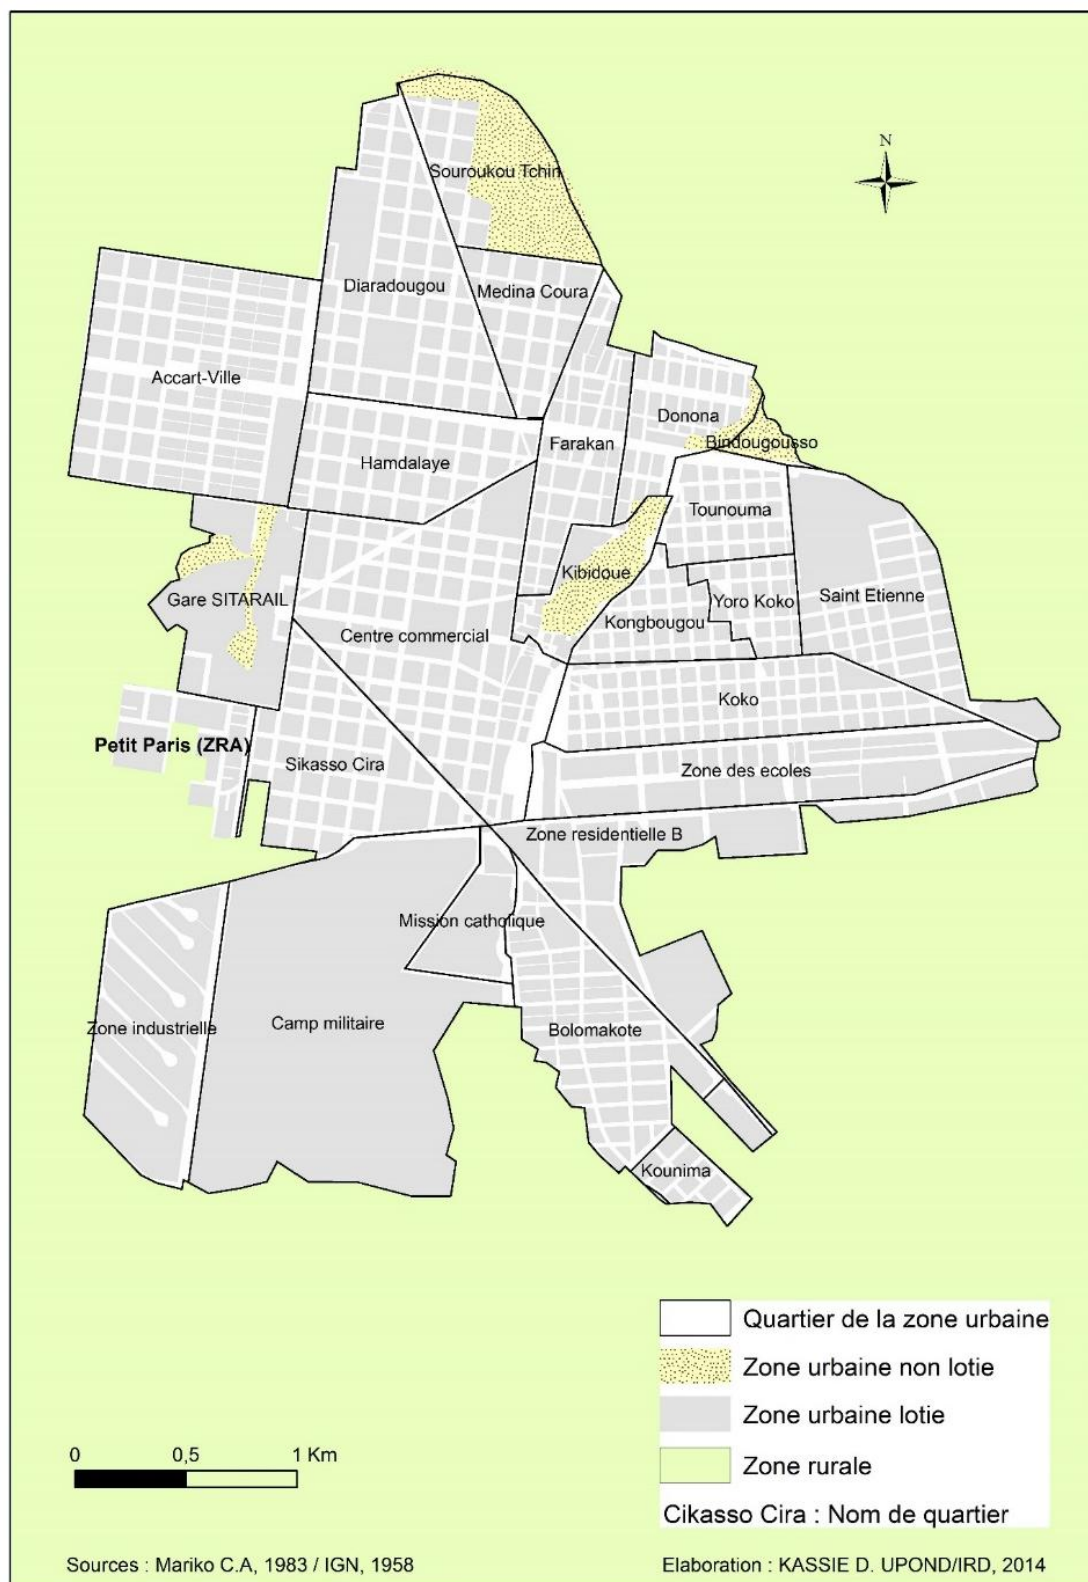 N
Souroukou Tchin
Diaradougou
Medina Coura
Accart-Ville
Donona
Farakan
Bindougousso
Hamdalaye
Tounouma
Kibidoue
Gare SITARAIL
Yoro Koko
Saint Etienne
Kongbougou
Centre commercial
Koko
Petit Paris (ZRA)
Sikasso Cira
Zone des ecoles
Zone residentielle B
Mission catholique
Zone industrielle
Camp militaire
Bolomakote
Kounima
Quartier de la zone urbaine
Zone urbaine non lotie
Zone urbaine lotie
Zone rurale
Cikasso Cira : Nom de quartier
0 0,5 1 Km
Sources : Mariko C.A, 1983 / IGN, 1958
Elaboration : KASSIE D. UPOND/IRD, 2014